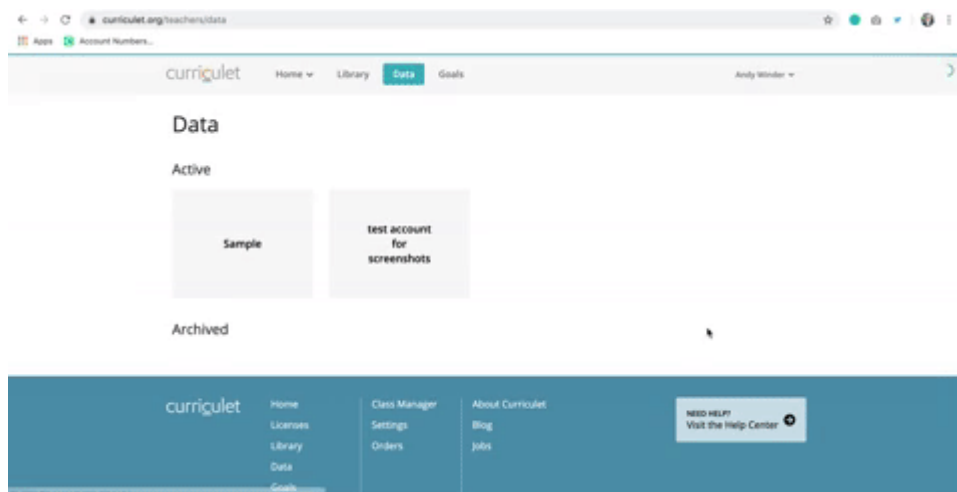 curriculet.org/teachers/data
Apps Account Numbers...
curriculet Home Library Data Goals Andy Winder
Data
Active
Sample
test account
for
screenshots
Archived
curriculet
Home
Licenses
Library
Data
Goals
Class Manager
Settings
Orders
About Curriculet
Blog
Jobs
NEED HELP?
Visit the Help Center